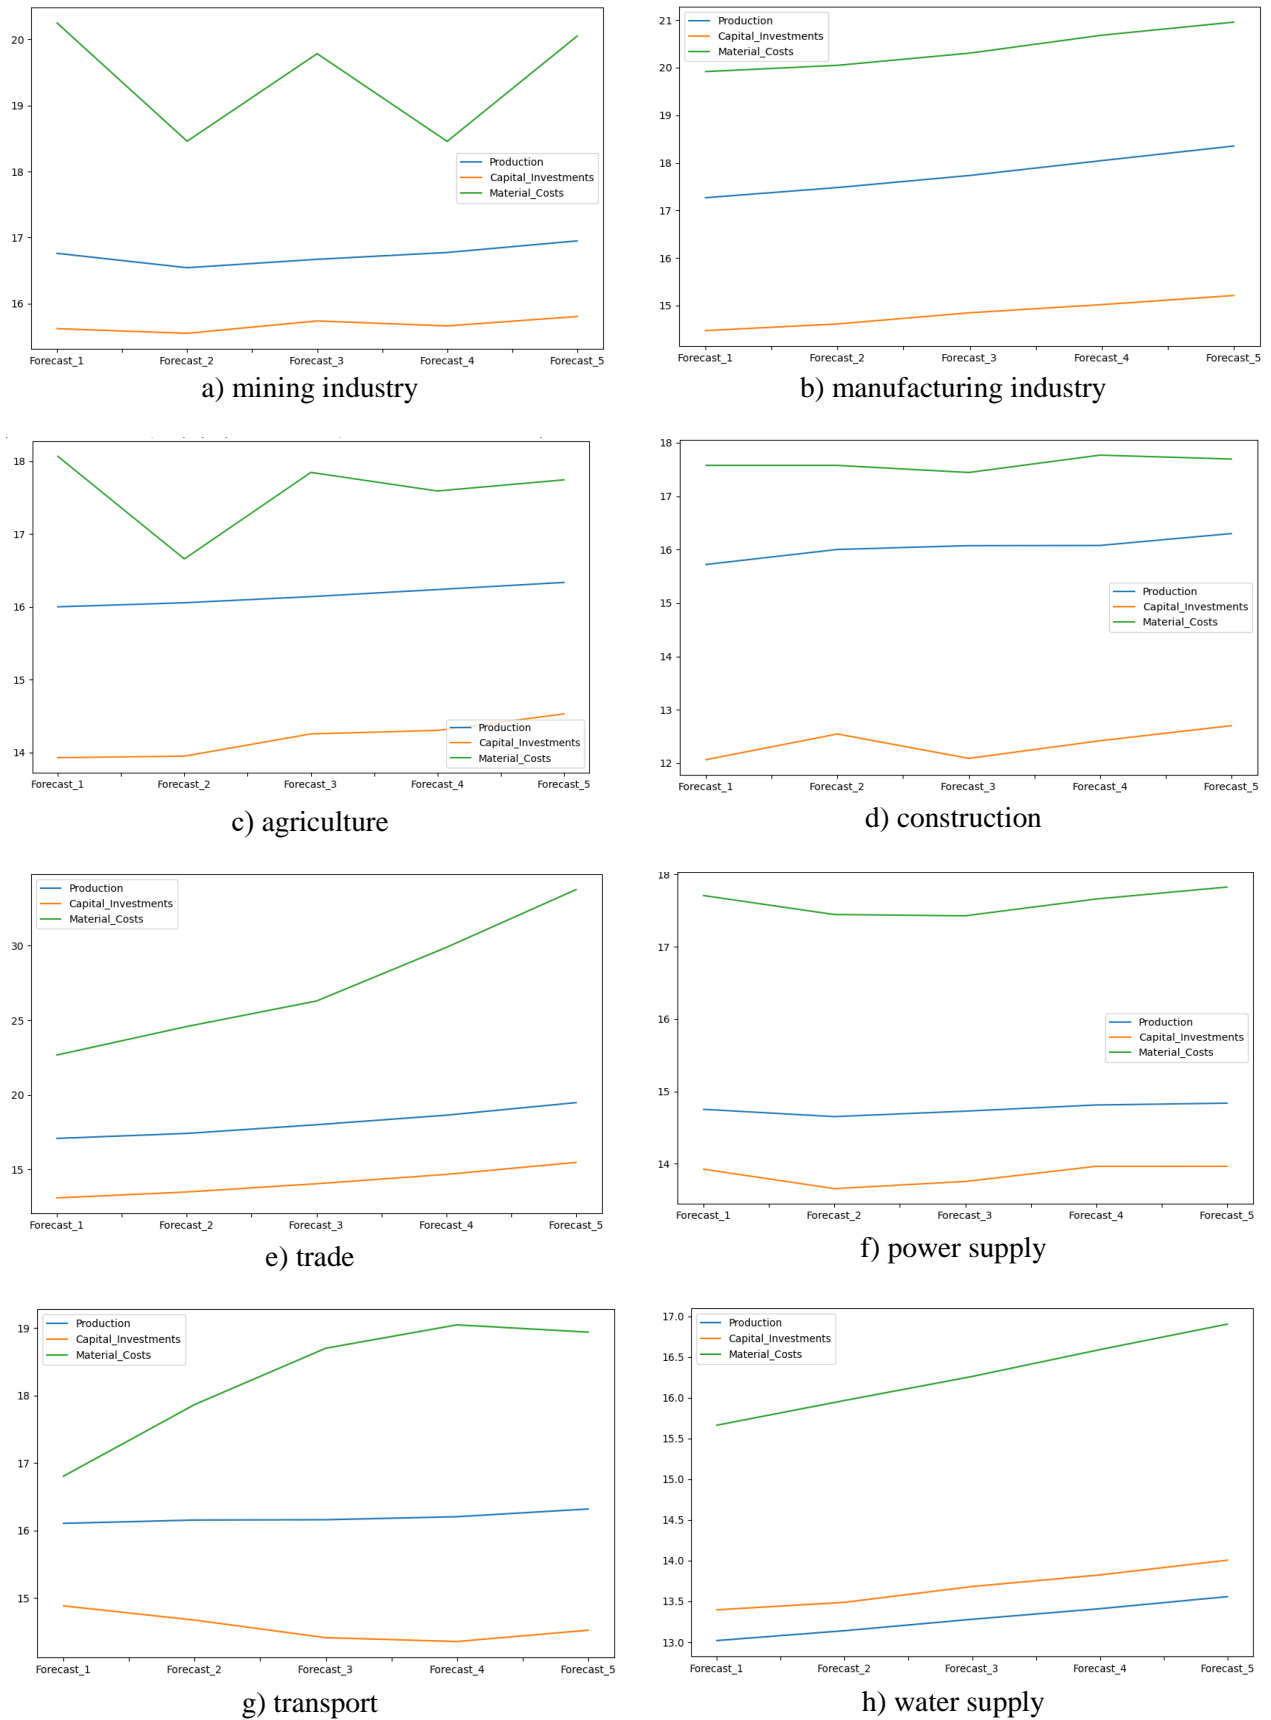 20
19
18
17
16
Production
Capital_Investments
Material_Costs
Forecast_1 Forecast_2 Forecast_3 Forecast_4 Forecast_5
a) mining industry
21
20
19
18
17
16
15
Production
Capital_Investments
Material_Costs
Forecast_1 Forecast_2 Forecast_3 Forecast_4 Forecast_5
b) manufacturing industry
18
17
16
15
14
Production
Capital_Investments
Material_Costs
Forecast_1 Forecast_2 Forecast_3 Forecast_4 Forecast_5
c) agriculture
18
17
16
15
14
13
12
Production
Capital_Investments
Material_Costs
Forecast_1 Forecast_2 Forecast_3 Forecast_4 Forecast_5
d) construction
30
25
20
15
Production
Capital_Investments
Material_Costs
Forecast_1 Forecast_2 Forecast_3 Forecast_4 Forecast_5
e) trade
18
17
16
15
14
Production
Capital_Investments
Material_Costs
Forecast_1 Forecast_2 Forecast_3 Forecast_4 Forecast_5
f) power supply
19
18
17
16
15
Production
Capital_Investments
Material_Costs
Forecast_1 Forecast_2 Forecast_3 Forecast_4 Forecast_5
g) transport
17.0
16.5
16.0
15.5
15.0
14.5
14.0
13.5
13.0
Production
Capital_Investments
Material_Costs
Forecast_1 Forecast_2 Forecast_3 Forecast_4 Forecast_5
h) water supply